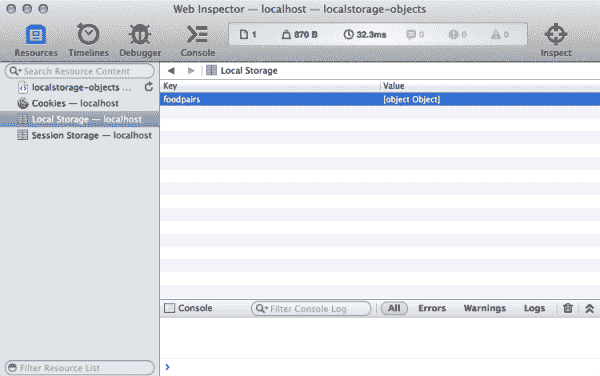 Web Inspector — localhost — localstorage-objects
1 870 B 32.3ms 0 0 0
Resources Timelines Debugger Console Inspect
Search Resource Content
Local Storage
localstorage-objects ...
Cookies — localhost
Local Storage — localhost
Session Storage — localhost
Key Value
foodpairs [object Object]
Console Filter Console Log All Errors Warnings Logs
Filter Resource List